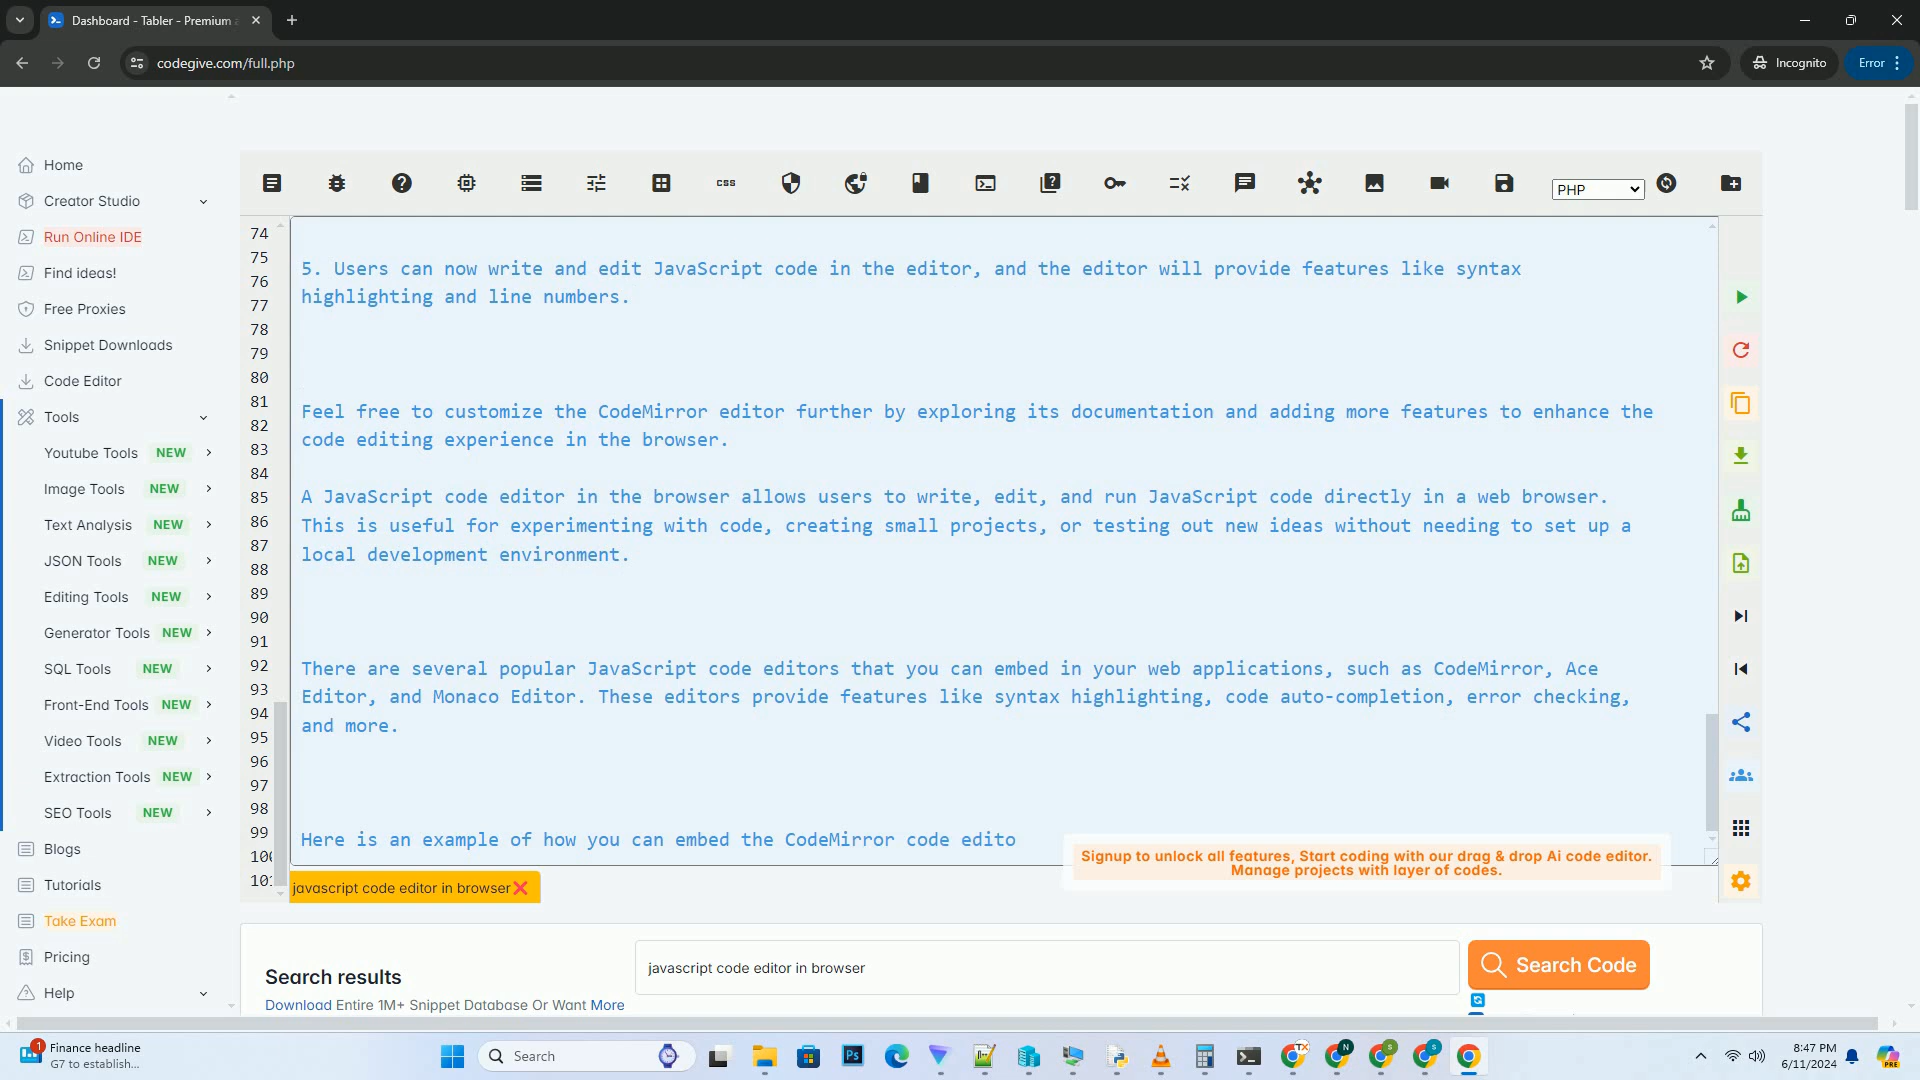 Dashboard - Tabler - Premium
codegive.com/full.php
Incognito
Error
Home
Creator Studio
Run Online IDE
Find ideas!
Free Proxies
Snippet Downloads
Code Editor
Tools
Youtube Tools NEW
Image Tools NEW
Text Analysis NEW
JSON Tools NEW
Editing Tools NEW
Generator Tools NEW
SQL Tools NEW
Front-End Tools NEW
Video Tools NEW
Extraction Tools NEW
SEO Tools NEW
Blogs
Tutorials
Take Exam
Pricing
Help
css
PHP
74
75
76
77
78
79
80
81
82
83
84
85
86
87
88
89
90
91
92
93
94
95
96
97
98
99
5. Users can now write and edit JavaScript code in the editor, and the editor will provide features like syntax
highlighting and line numbers.
Feel free to customize the CodeMirror editor further by exploring its documentation and adding more features to enhance the
code editing experience in the browser.
A JavaScript code editor in the browser allows users to write, edit, and run JavaScript code directly in a web browser.
This is useful for experimenting with code, creating small projects, or testing out new ideas without needing to set up a
local development environment.
There are several popular JavaScript code editors that you can embed in your web applications, such as CodeMirror, Ace
Editor, and Monaco Editor. These editors provide features like syntax highlighting, code auto-completion, error checking,
and more.
Here is an example of how you can embed the CodeMirror code edito
Signup to unlock all features, Start coding with our drag & drop Ai code editor.
Manage projects with layer of codes.
javascript code editor in browser
Search results
Download Entire 1M+ Snippet Database Or Want More
javascript code editor in browser
Search Code
1
Finance headline
G7 to establish...
Search
Ps
TX
N
S
S
PRE
8:47 PM
6/11/2024